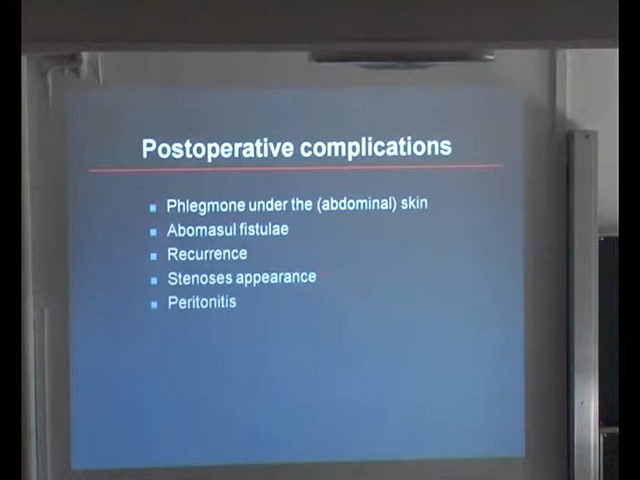 Postoperative complications
Phlegmone under the (abdominal) skin
Abomasul fistulae
Recurrence
Stenoses appearance
Peritonitis